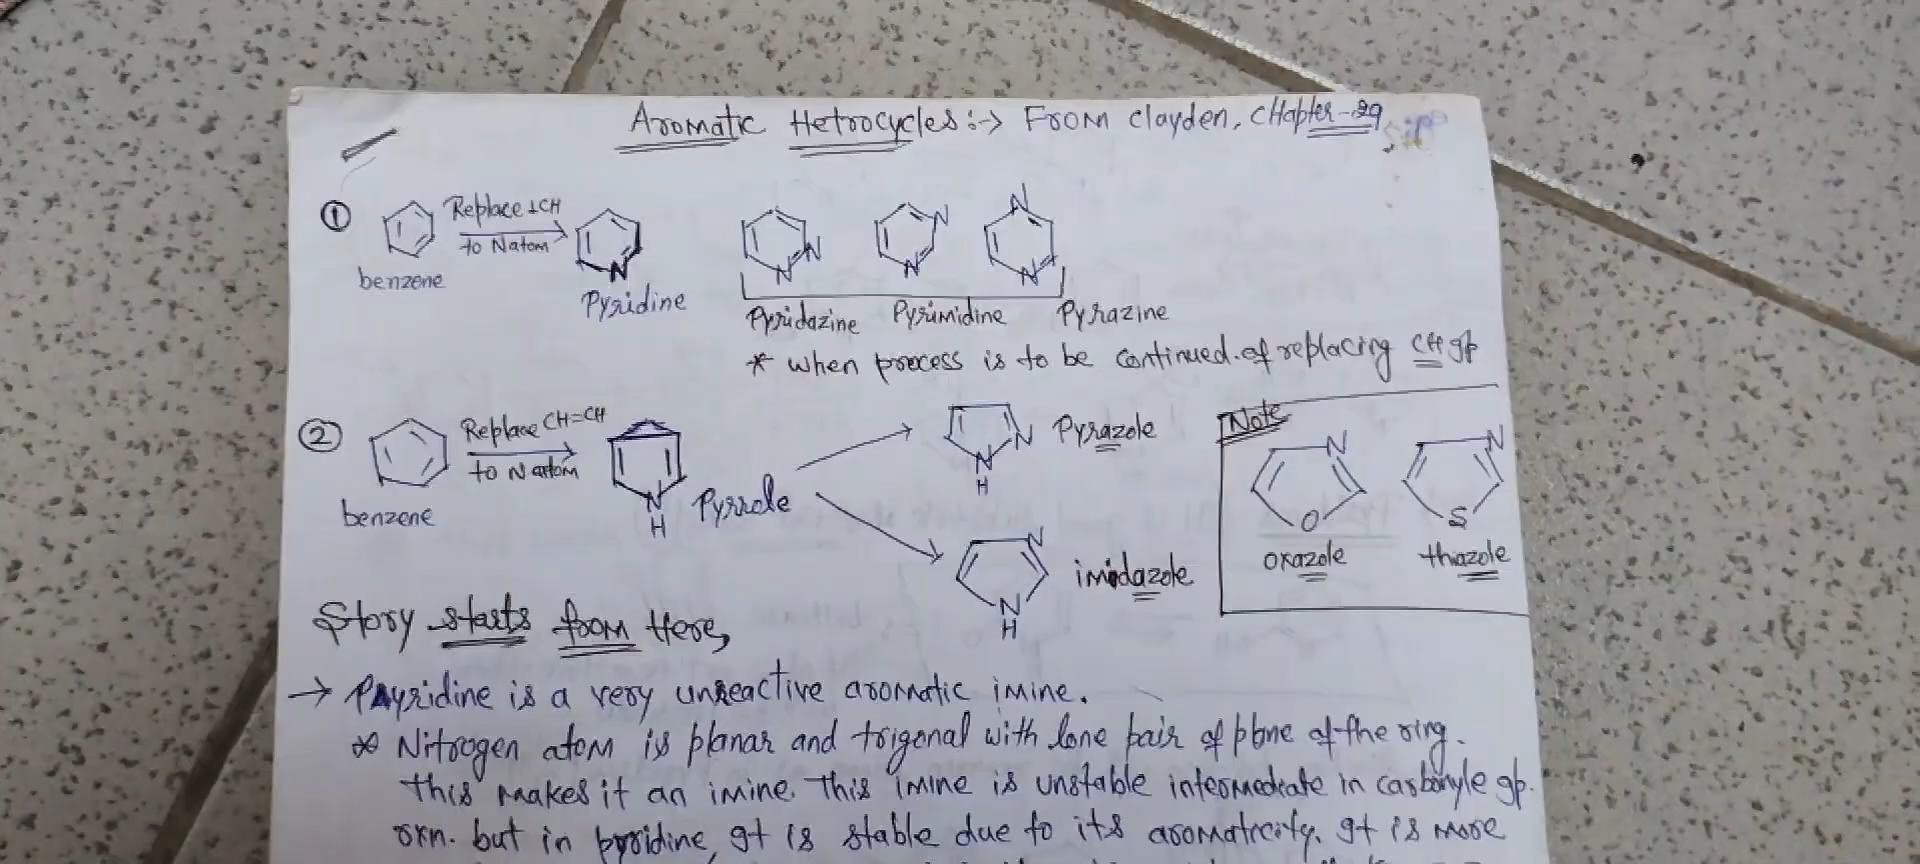 Aromatic Hetrocycles :→ From Clayden, CHapter-29
① Replace 1CH
to N atom
benzene
Pyridine
N
N N
N N
N N
Pyridazine Pyrimidine Pyrazine
* when process is to be continued of replacing CH gp
② Replace CH=CH
to N atom
benzene
N
H
Pyrrole
N N
H
Pyrazole
N
N
H
imidazole
Note
N
O
oxazole
N
S
thiazole
Story starts from Here,
→ Pyridine is a very unreactive aromatic imine.
* Nitrogen atom is planar and trigonal with lone pair of plane of the ring.
this makes it an imine. This imine is unstable intermediate in carbonyle gp.
rxn. but in pyridine, It is stable due to its aromaticity. It is more